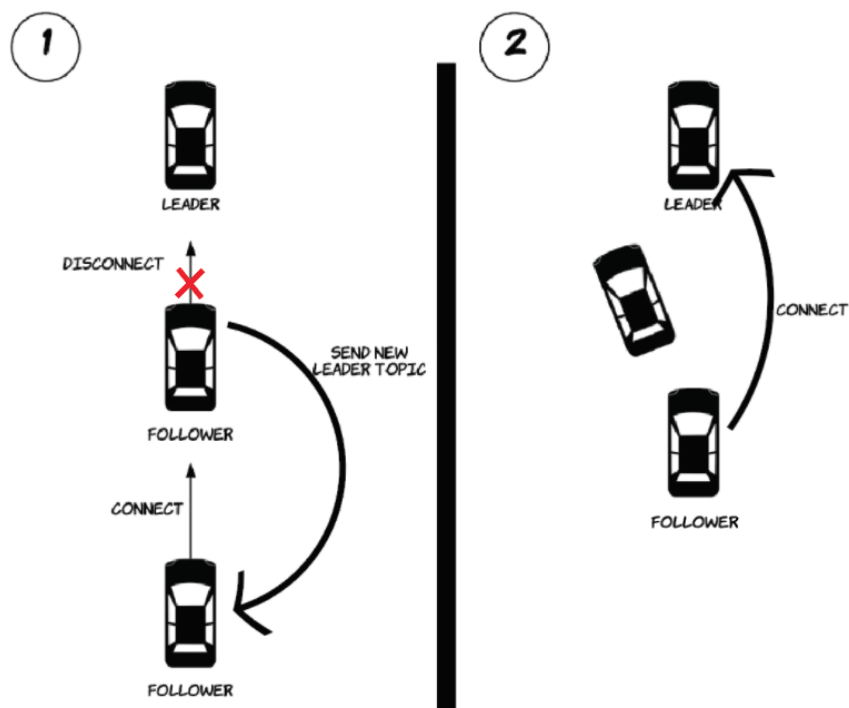 1
LEADER
DISCONNECT
SEND NEW
LEADER TOPIC
FOLLOWER
CONNECT
FOLLOWER
2
LEADER
CONNECT
FOLLOWER